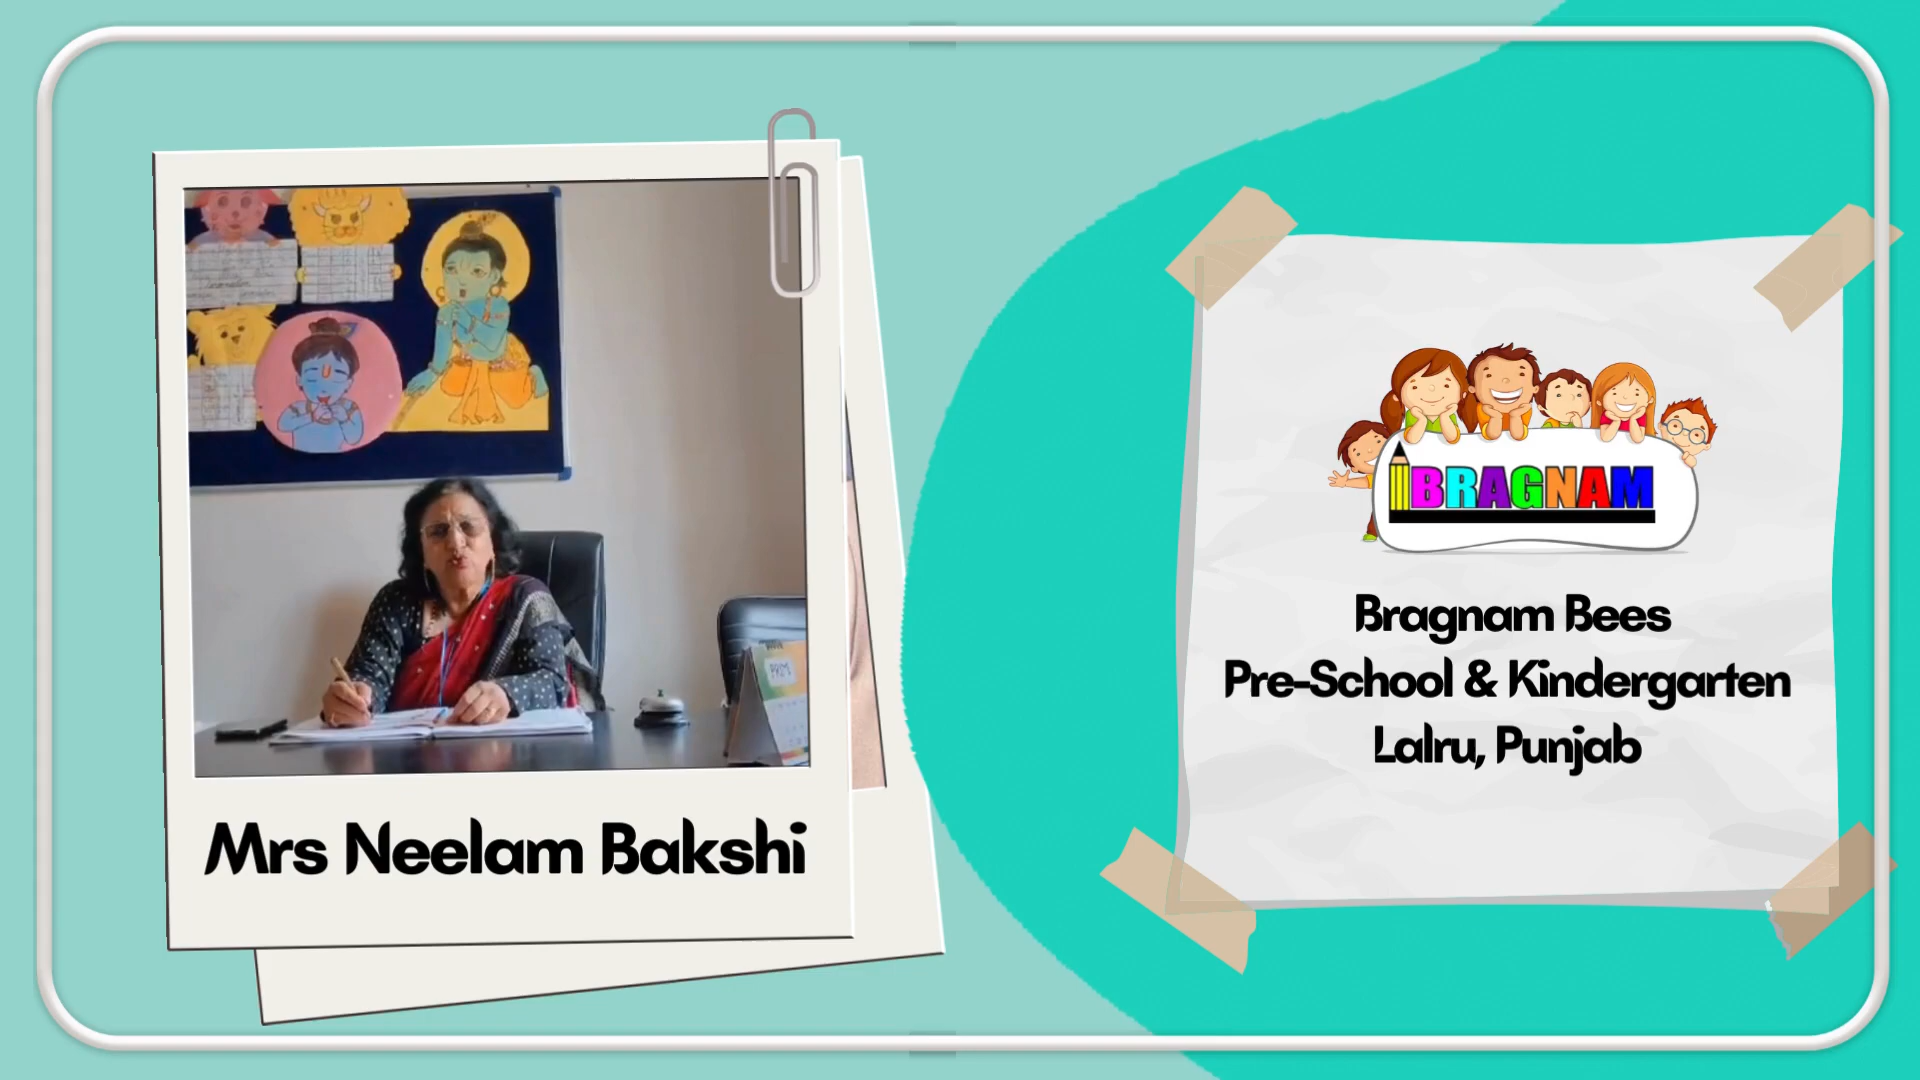 Mrs Neelam Bakshi
BRAGNAM
Bragnam Bees
Pre-School & Kindergarten
Lalru, Punjab